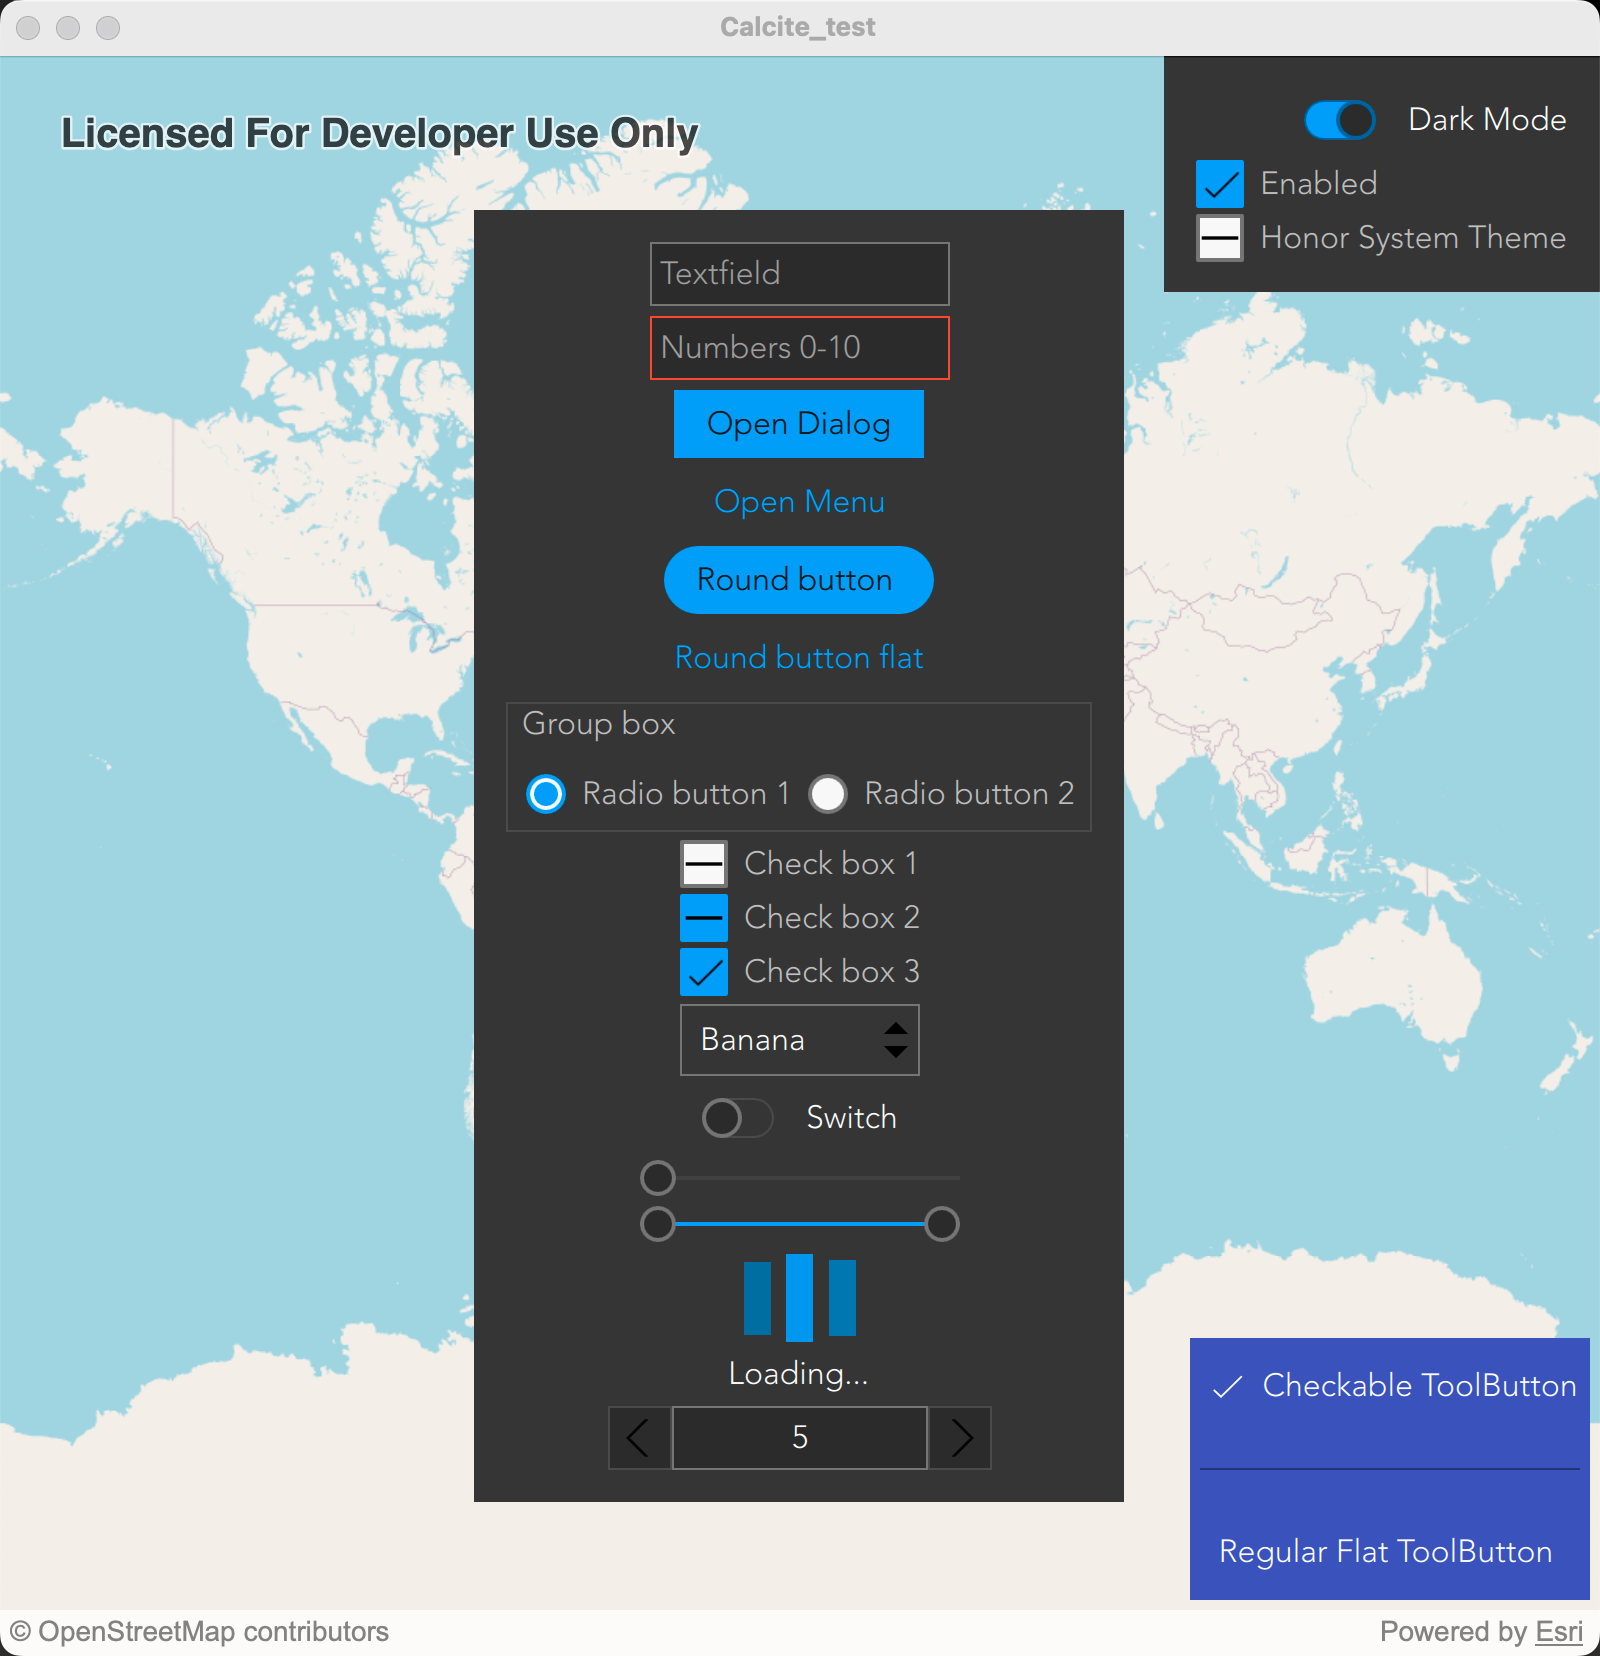 Calcite_test
Licensed For Developer Use Only
Dark Mode
Enabled
Honor System Theme
Textfield
Numbers 0-10
Open Dialog
Open Menu
Round button
Round button flat
Group box
Radio button 1 Radio button 2
Check box 1
Check box 2
Check box 3
Banana
Switch
Loading...
5
Checkable ToolButton
Regular Flat ToolButton
© OpenStreetMap contributors
Powered by Esri